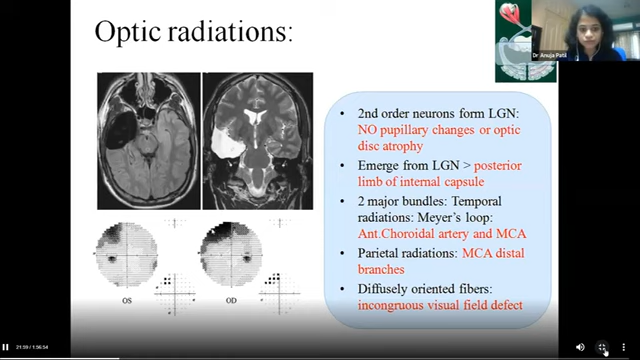 Optic radiations:
Dr Anuja Patil
• 2nd order neurons form LGN:
NO pupillary changes or optic
disc atrophy
• Emerge from LGN > posterior
limb of internal capsule
• 2 major bundles: Temporal
radiations: Meyer's loop:
Ant.Choroidal artery and MCA
• Parietal radiations: MCA distal
branches
• Diffusely oriented fibers:
incongruous visual field defect
OS
OD
21:59 / 1:56:54